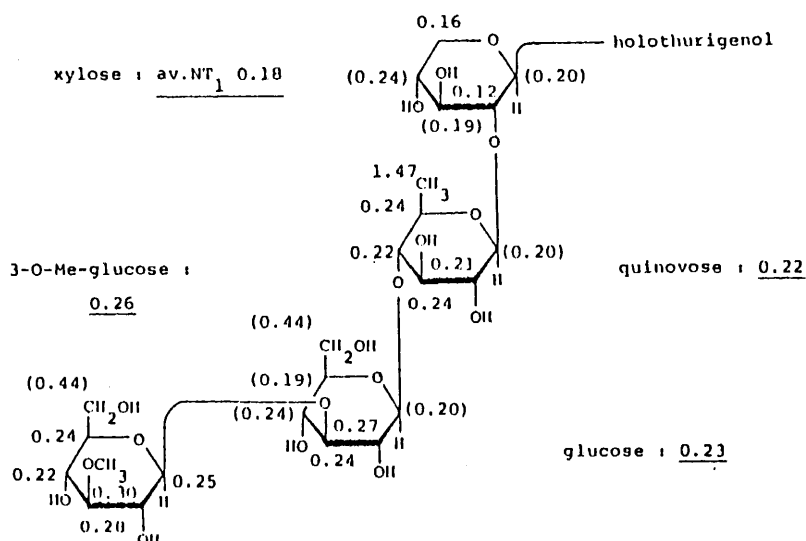 0.16
O
holothurigenol
xylose : av.NT1 0.18
(0.24)
OH
0.12
(0.20)
HO
H
(0.19)
O
1.47
CH3
0.24
O
3-O-Me-glucose :
0.26
0.22
OH
0.21
(0.20)
quinovose : 0.22
O
0.24
H
OH
(0.44)
CH2OH
(0.44)
(0.19)
O
CH2OH
(0.24)
O
0.27
(0.20)
0.24
O
HO
H
0.24
OH
glucose : 0.23
0.22
OCH3
0.25
HO
H
0.20
OH